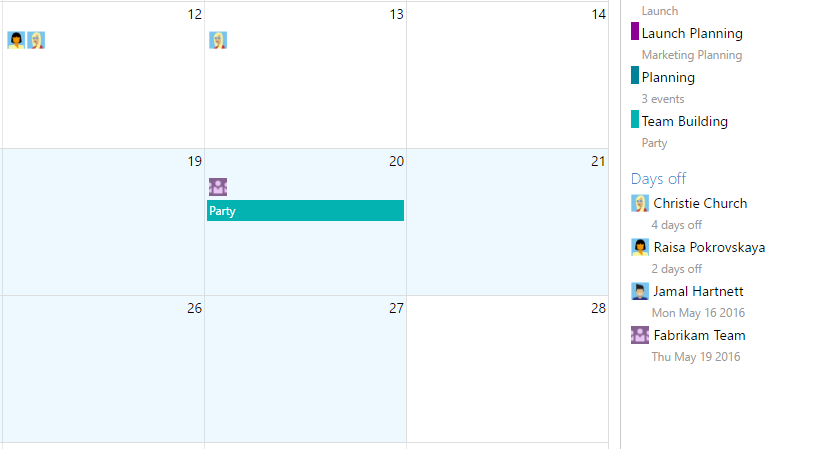 12
13
14
Party
19
20
21
26
27
28
Launch
Launch Planning
Marketing Planning
Planning
3 events
Team Building
Party
Days off
Christie Church
4 days off
Raisa Pokrovskaya
2 days off
Jamal Hartnett
Mon May 16 2016
Fabrikam Team
Thu May 19 2016